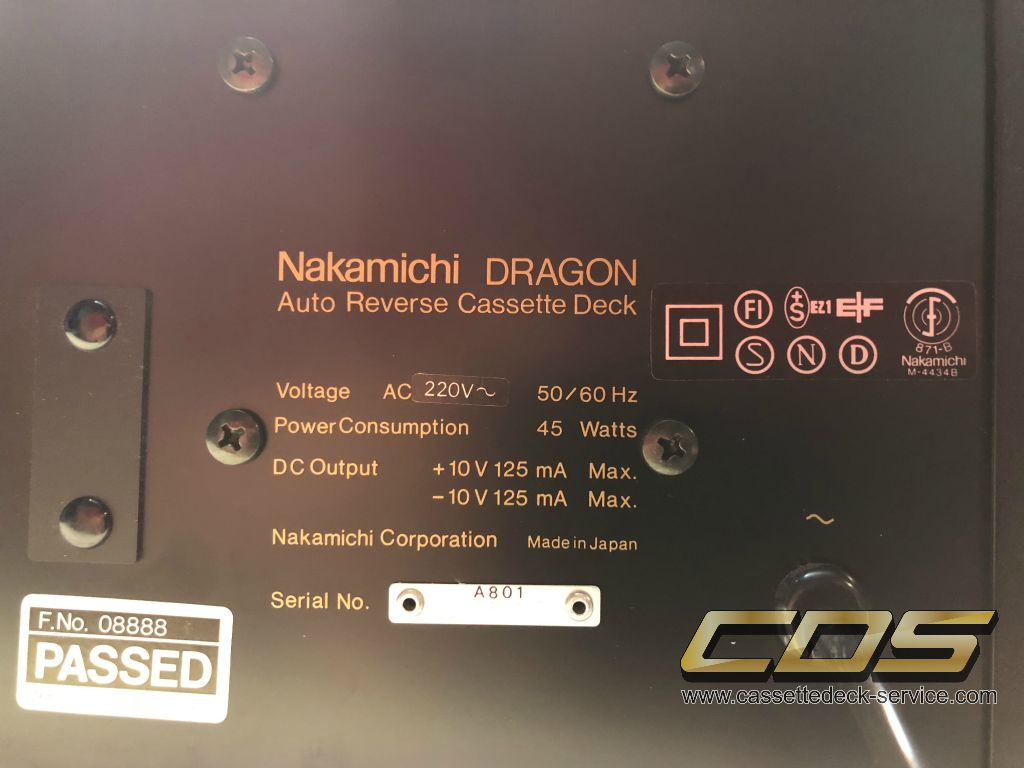 Nakamichi DRAGON
Auto Reverse Cassette Deck
FI
+S EZ1
S N D
871-B
Nakamichi
M-4434B
Voltage AC 220V~ 50/60 Hz
Power Consumption 45 Watts
DC Output +10 V 125 mA Max.
−10 V 125 mA Max.
~
Nakamichi Corporation Made in Japan
Serial No. A801
F.No. 08888
PASSED
CDS
www.cassettedeck-service.com